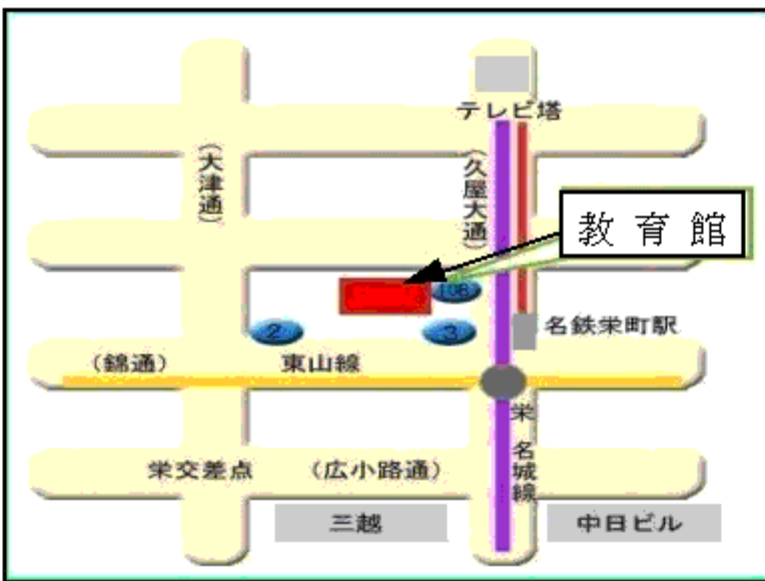 テレビ塔
（大津通）
（久屋大通）
教育館
10B
2
3
名鉄栄町駅
（錦通）
東山線
栄
名城線
栄交差点
（広小路通）
三越
中日ビル